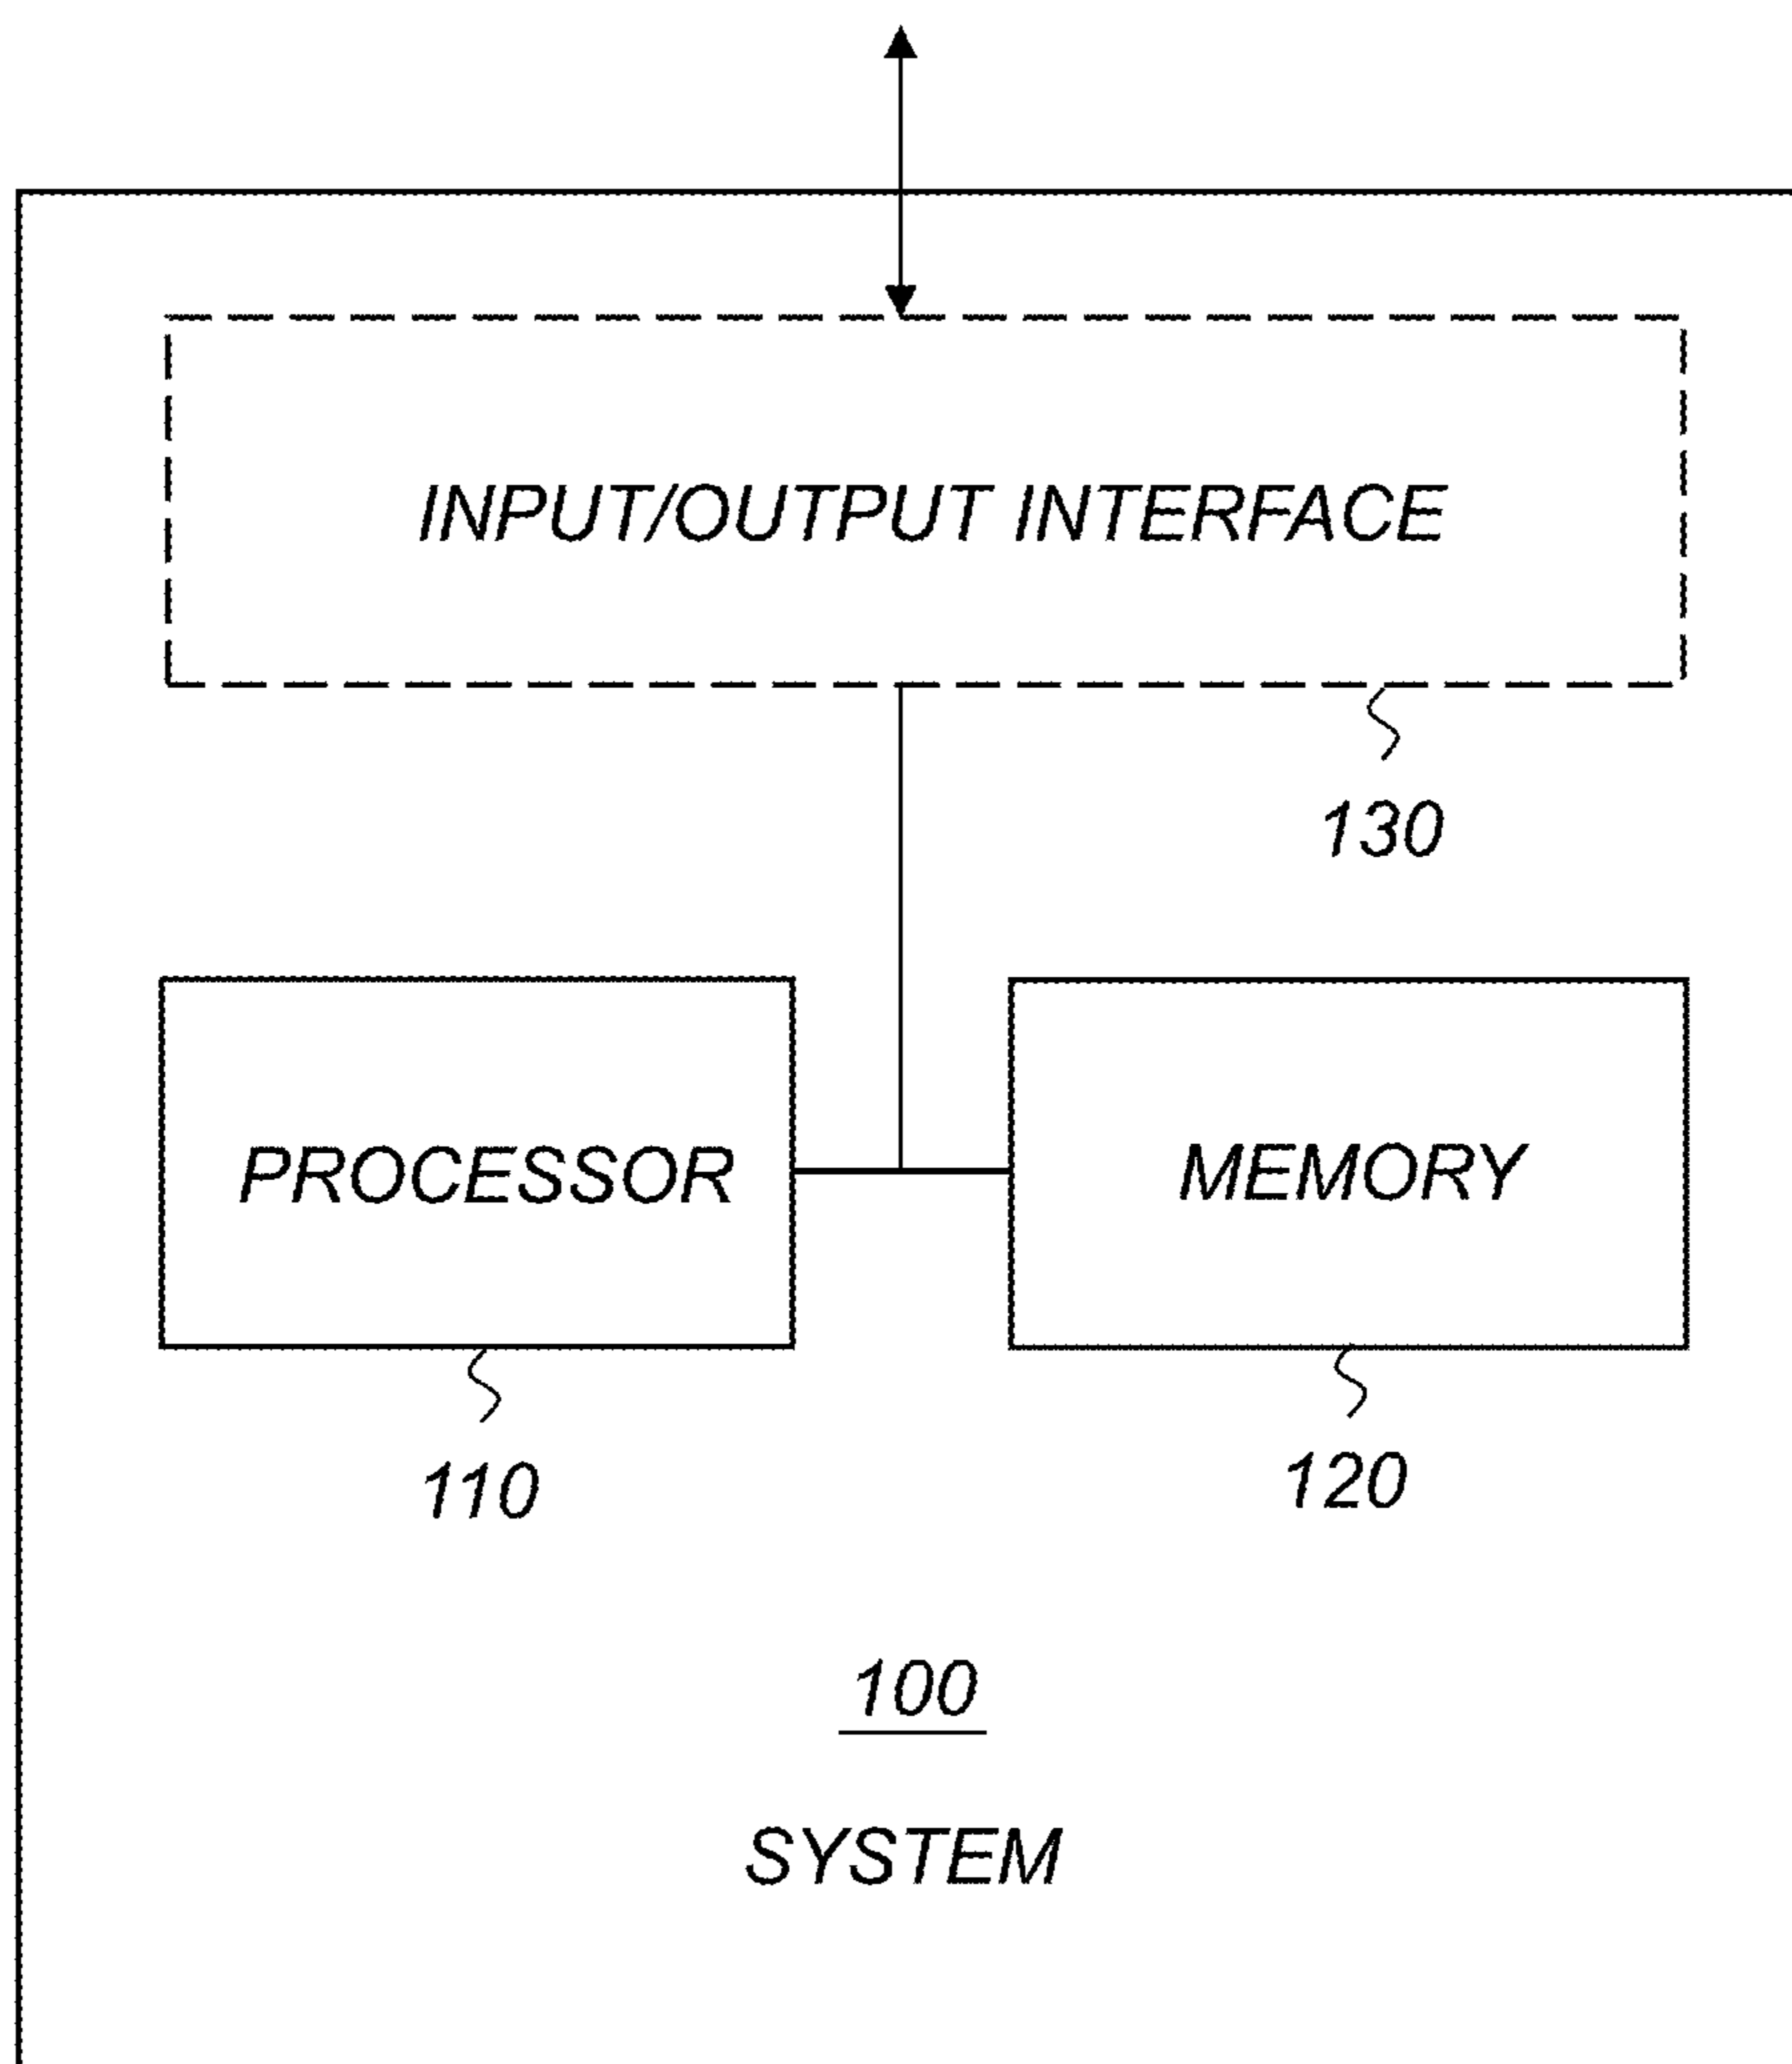 INPUT/OUTPUT INTERFACE
130
PROCESSOR
MEMORY
110
120
100
SYSTEM